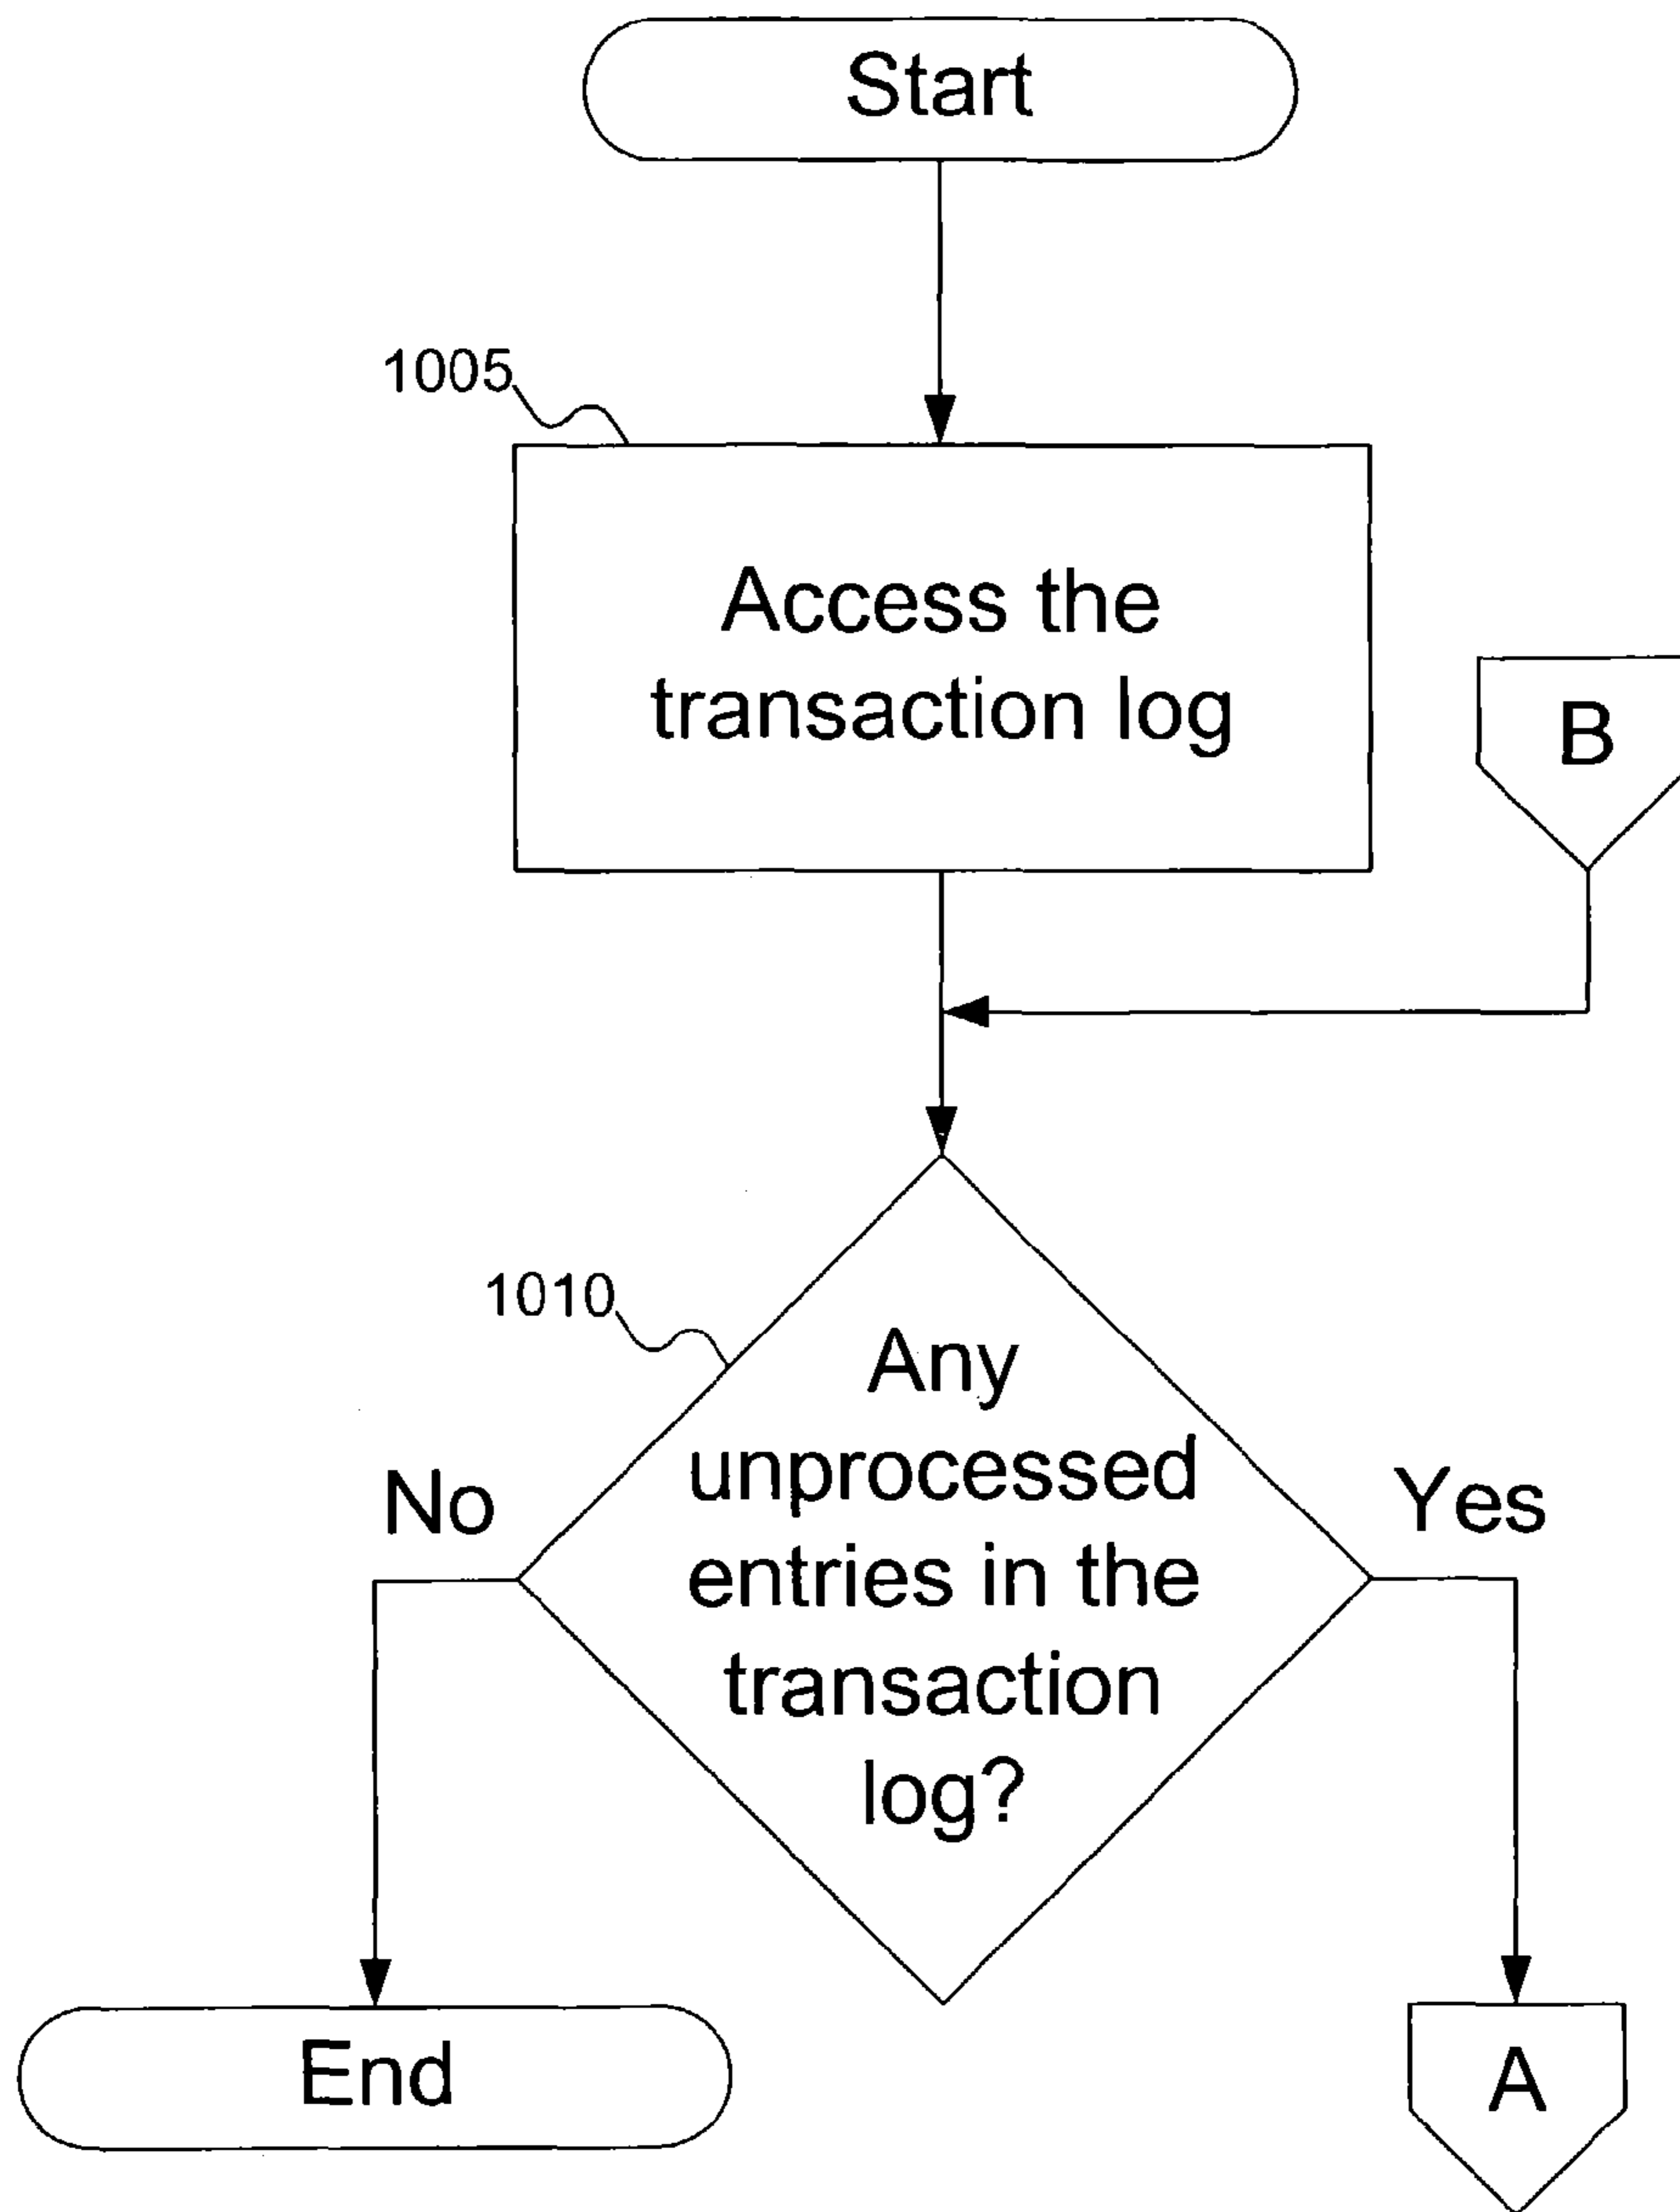 Start
1005
Access the
transaction log
B
1010
Any
unprocessed
entries in the
transaction
log?
No
Yes
End
A